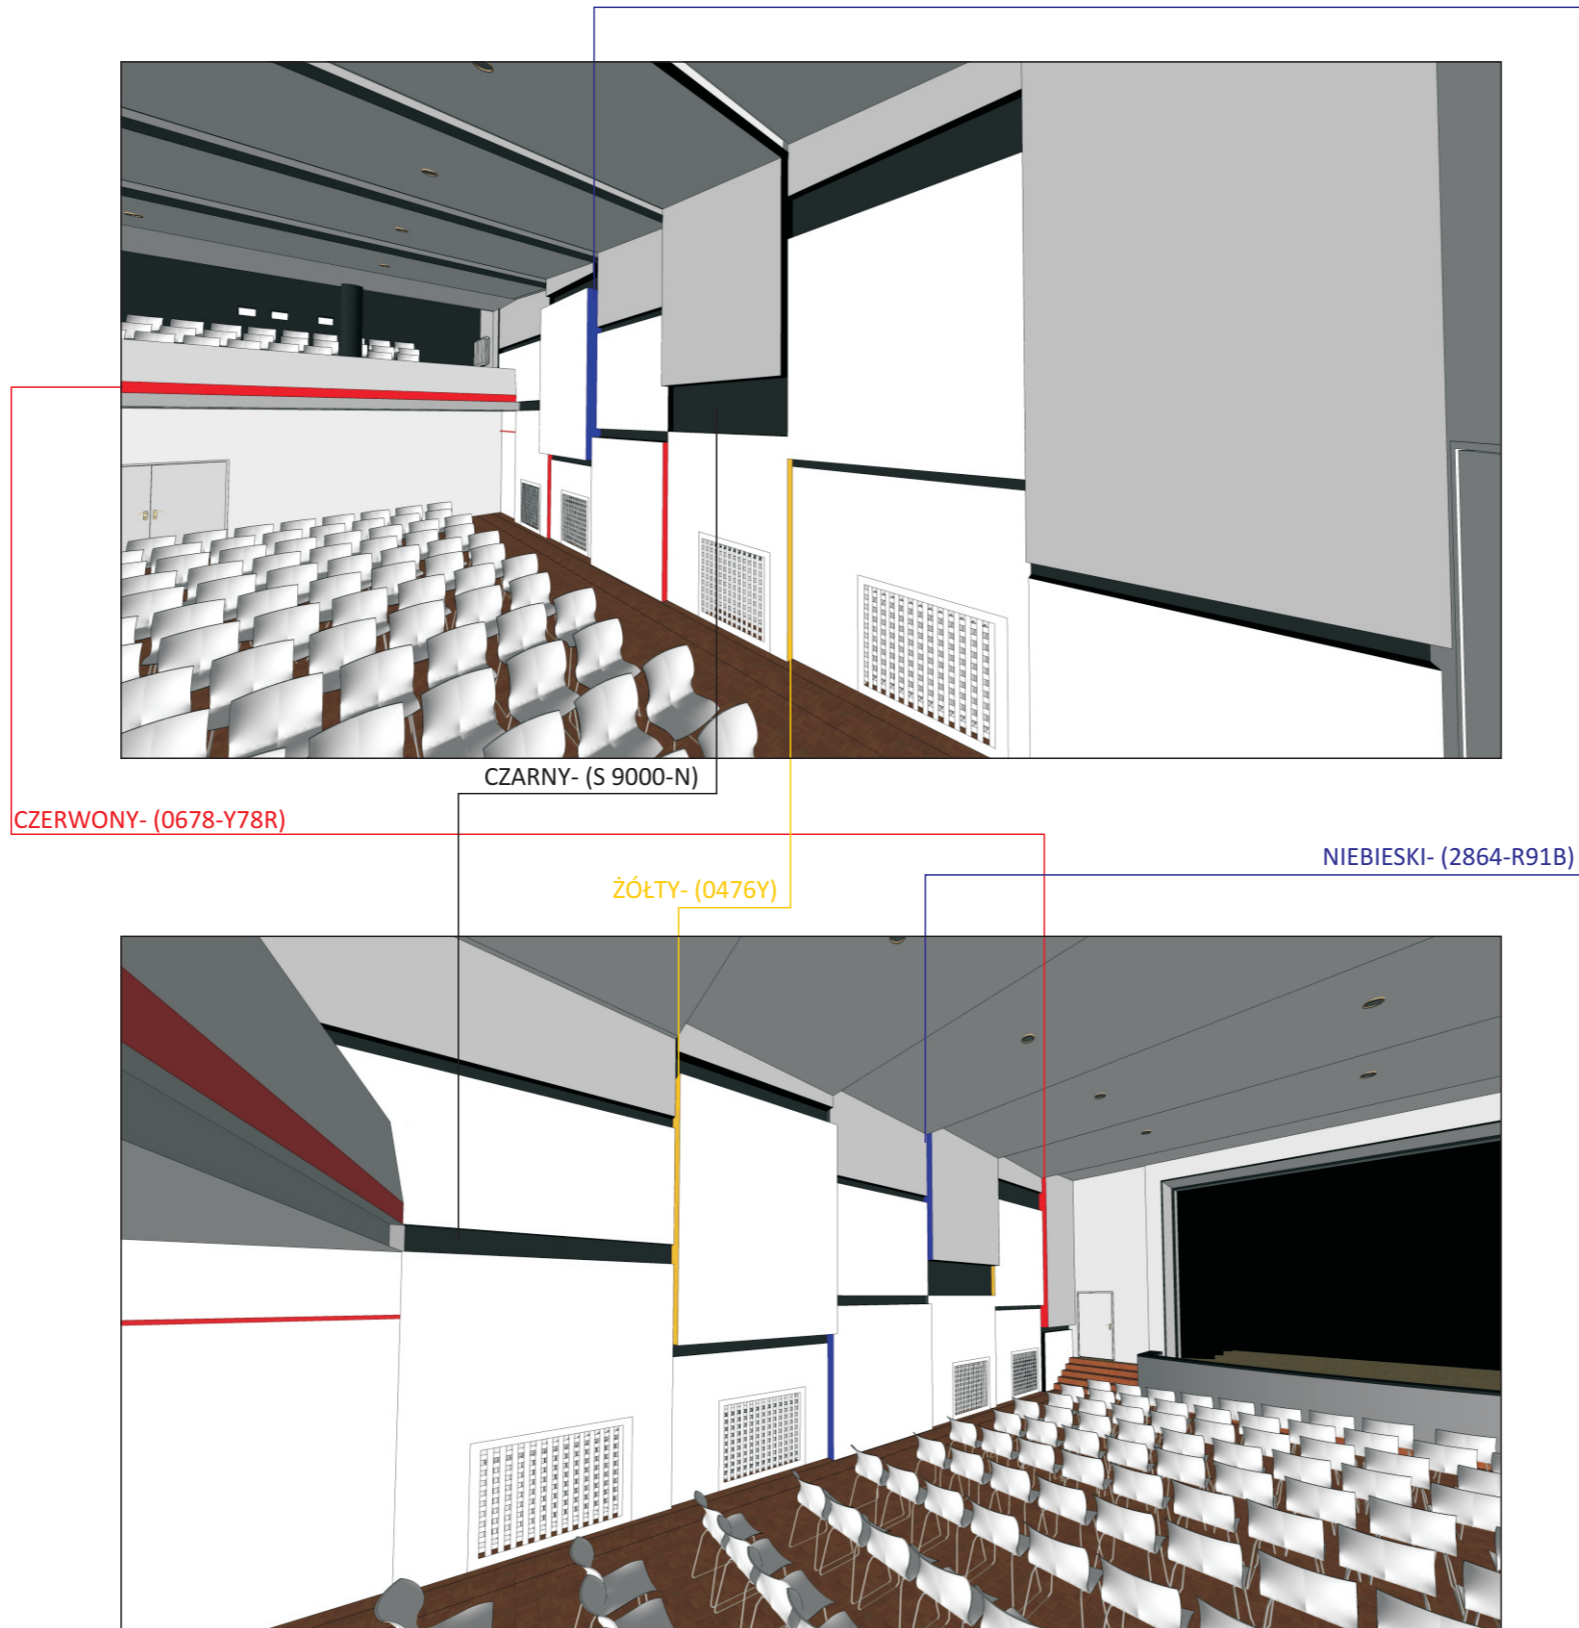 CZARNY- (S 9000-N)
CZERWONY- (0678-Y78R)
NIEBIESKI- (2864-R91B)
ŻÓŁTY- (0476Y)